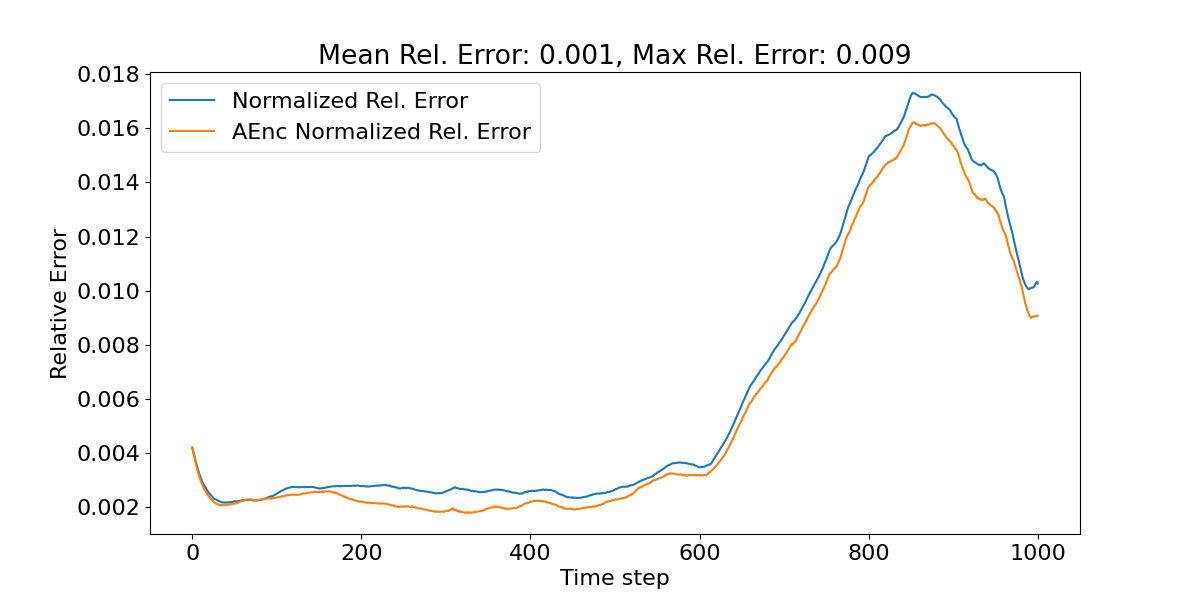 Mean Rel. Error: 0.001, Max Rel. Error: 0.009
Normalized Rel. Error
AEnc Normalized Rel. Error
Relative Error
0.018
0.016
0.014
0.012
0.010
0.008
0.006
0.004
0.002
0 200 400 600 800 1000
Time step